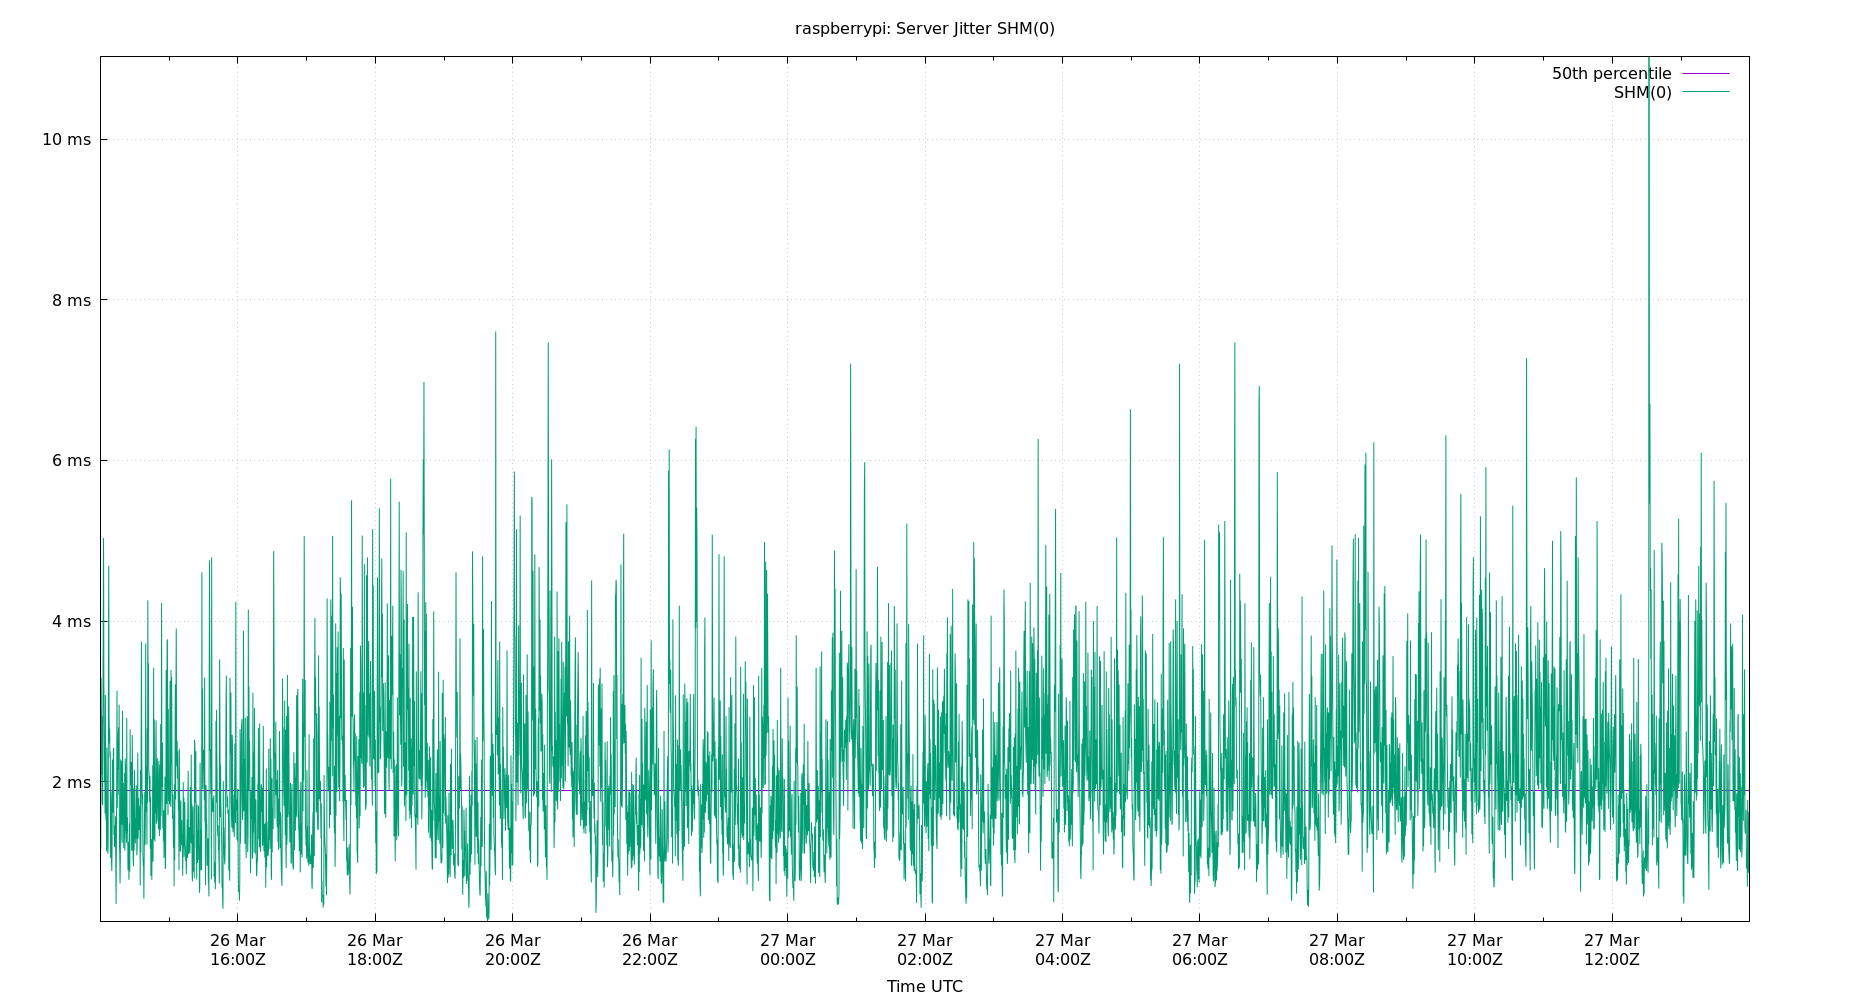 raspberrypi: Server Jitter SHM(0)
50th percentile
SHM(0)
10 ms
8 ms
6 ms
4 ms
2 ms
26 Mar 26 Mar 26 Mar 26 Mar 27 Mar 27 Mar 27 Mar 27 Mar 27 Mar 27 Mar 27 Mar
16:00Z 18:00Z 20:00Z 22:00Z 00:00Z 02:00Z 04:00Z 06:00Z 08:00Z 10:00Z 12:00Z
Time UTC